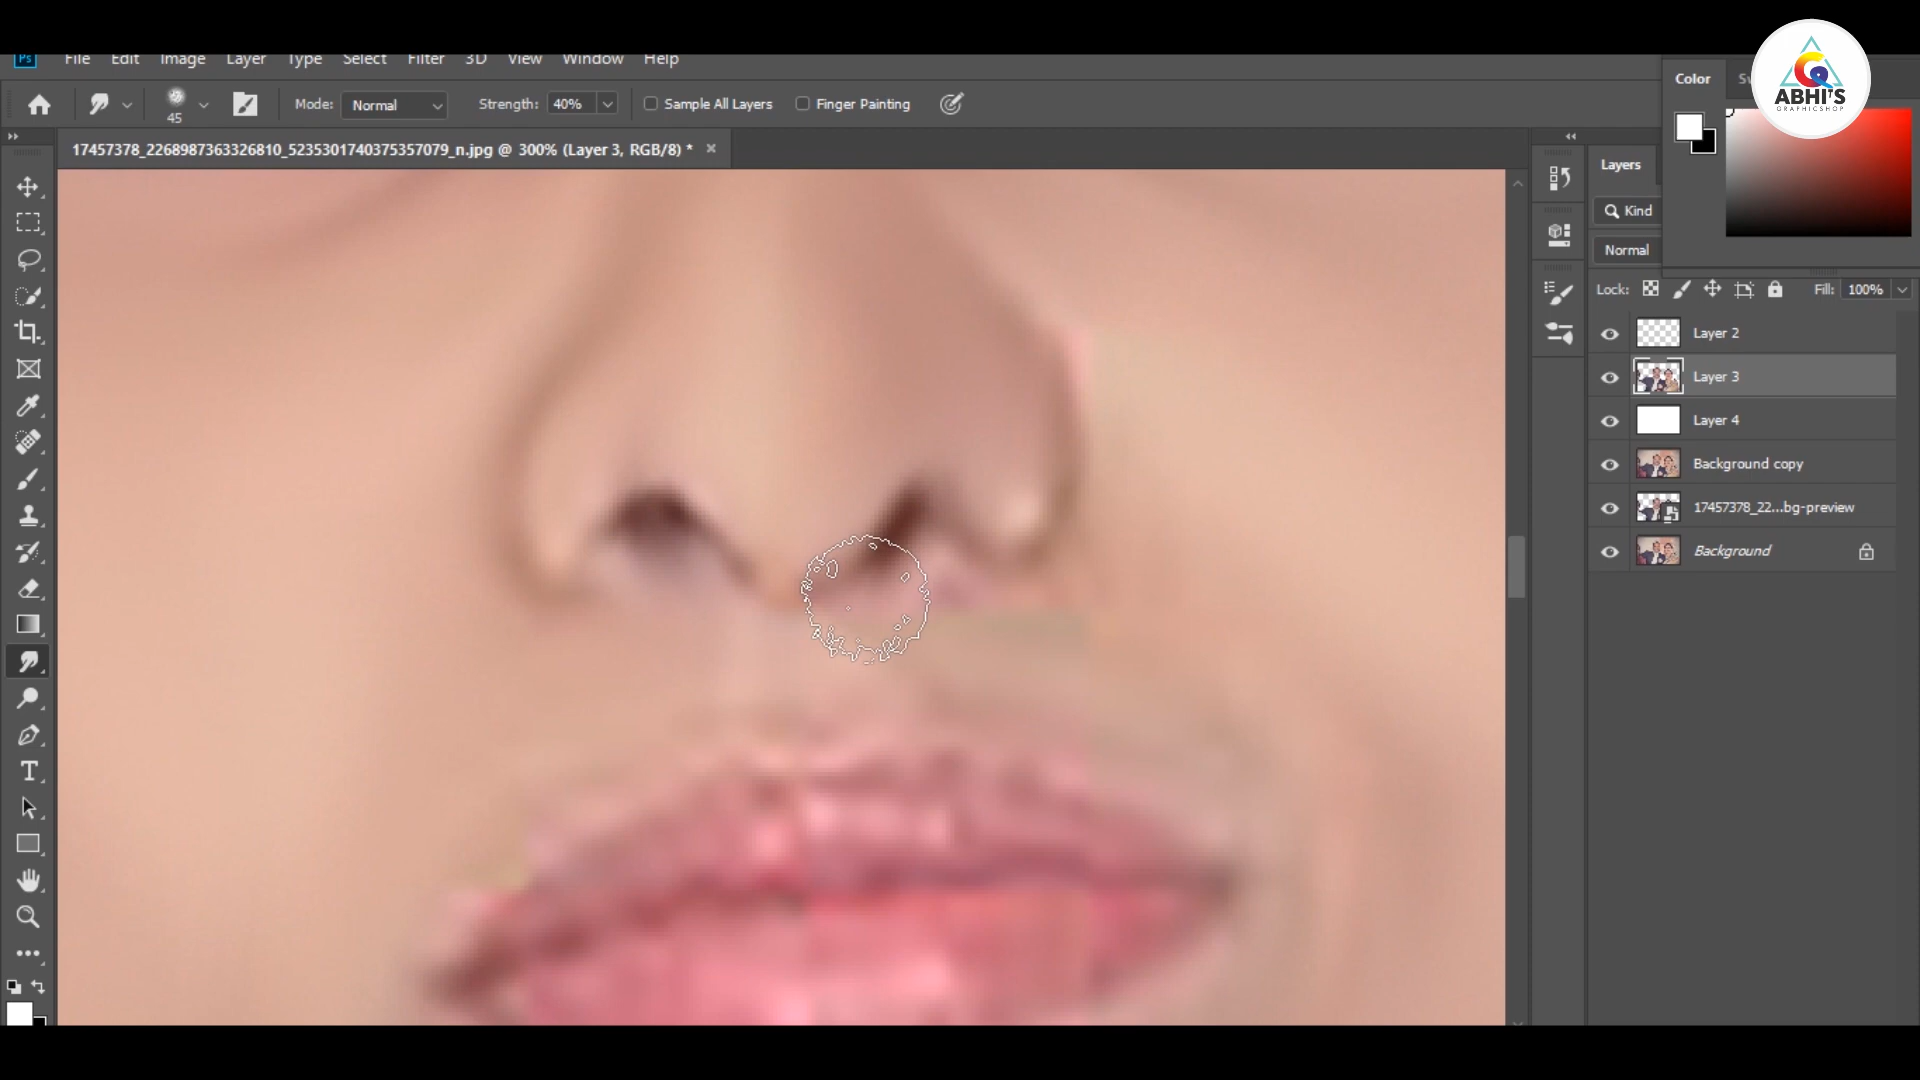 Ps File Edit Image Layer Type Select Filter 3D View Window Help
45 Mode: Normal Strength: 40% Sample All Layers Finger Painting
17457378_2268987363326810_5235301740375357079_n.jpg @ 300% (Layer 3, RGB/8) * ×
Color
ABHI'S
GRAPHICSHOP
Layers
Kind
Normal
Lock: Fill: 100%
Layer 2
Layer 3
Layer 4
Background copy
17457378_22...bg-preview
Background